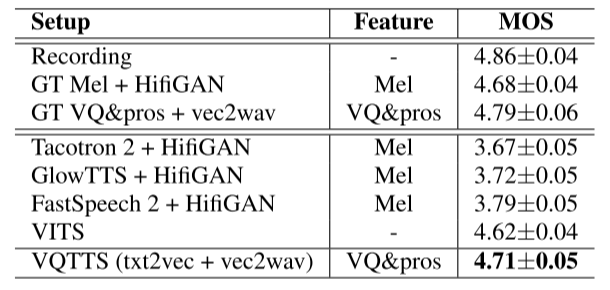 Setup Feature MOS
Recording - 4.86±0.04
GT Mel + HifiGAN Mel 4.68±0.04
GT VQ&pros + vec2wav VQ&pros 4.79±0.06
Tacotron 2 + HifiGAN Mel 3.67±0.05
GlowTTS + HifiGAN Mel 3.72±0.05
FastSpeech 2 + HifiGAN Mel 3.79±0.05
VITS - 4.62±0.04
VQTTS (txt2vec + vec2wav) VQ&pros 4.71±0.05